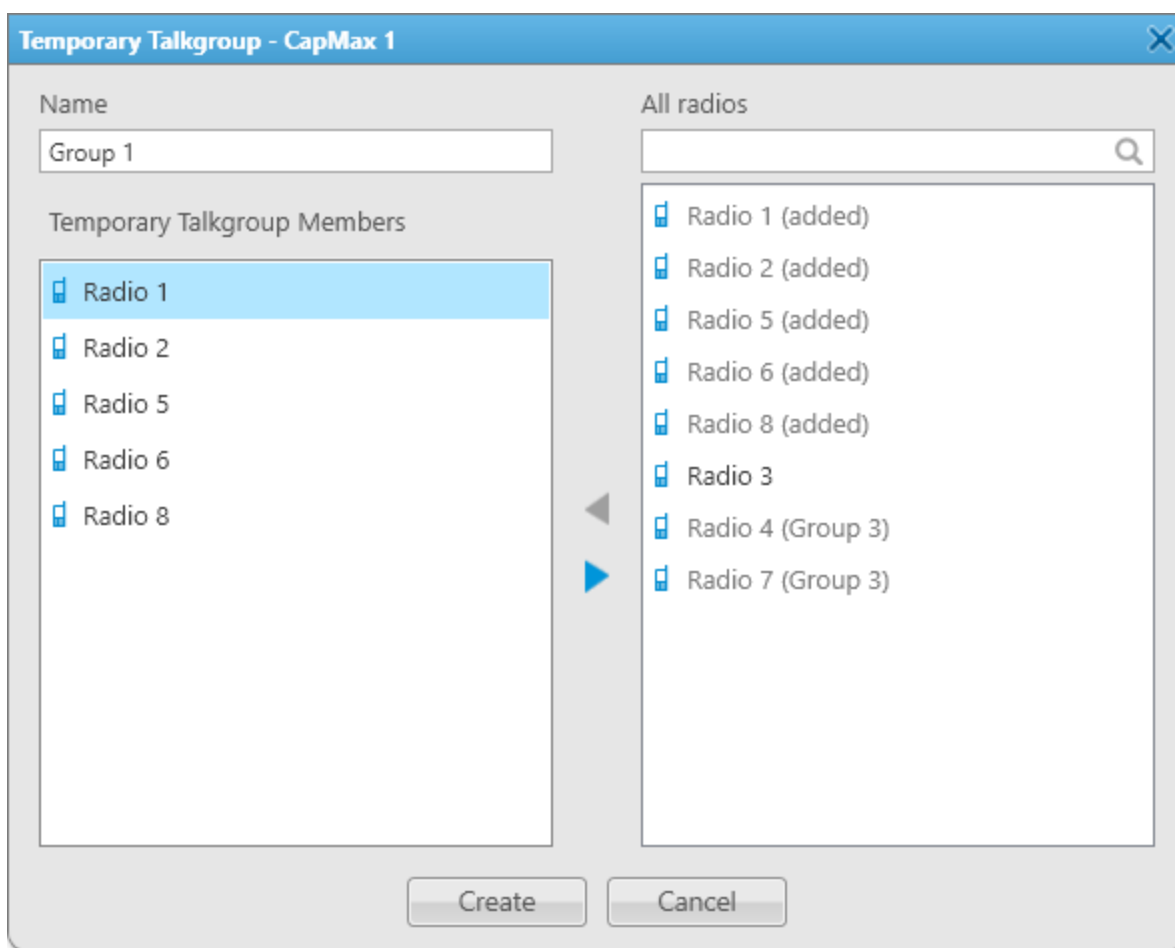 Temporary Talkgroup - CapMax 1
Name
Group 1
Temporary Talkgroup Members
Radio 1
Radio 2
Radio 5
Radio 6
Radio 8
All radios
Radio 1 (added)
Radio 2 (added)
Radio 5 (added)
Radio 6 (added)
Radio 8 (added)
Radio 3
Radio 4 (Group 3)
Radio 7 (Group 3)
Create
Cancel